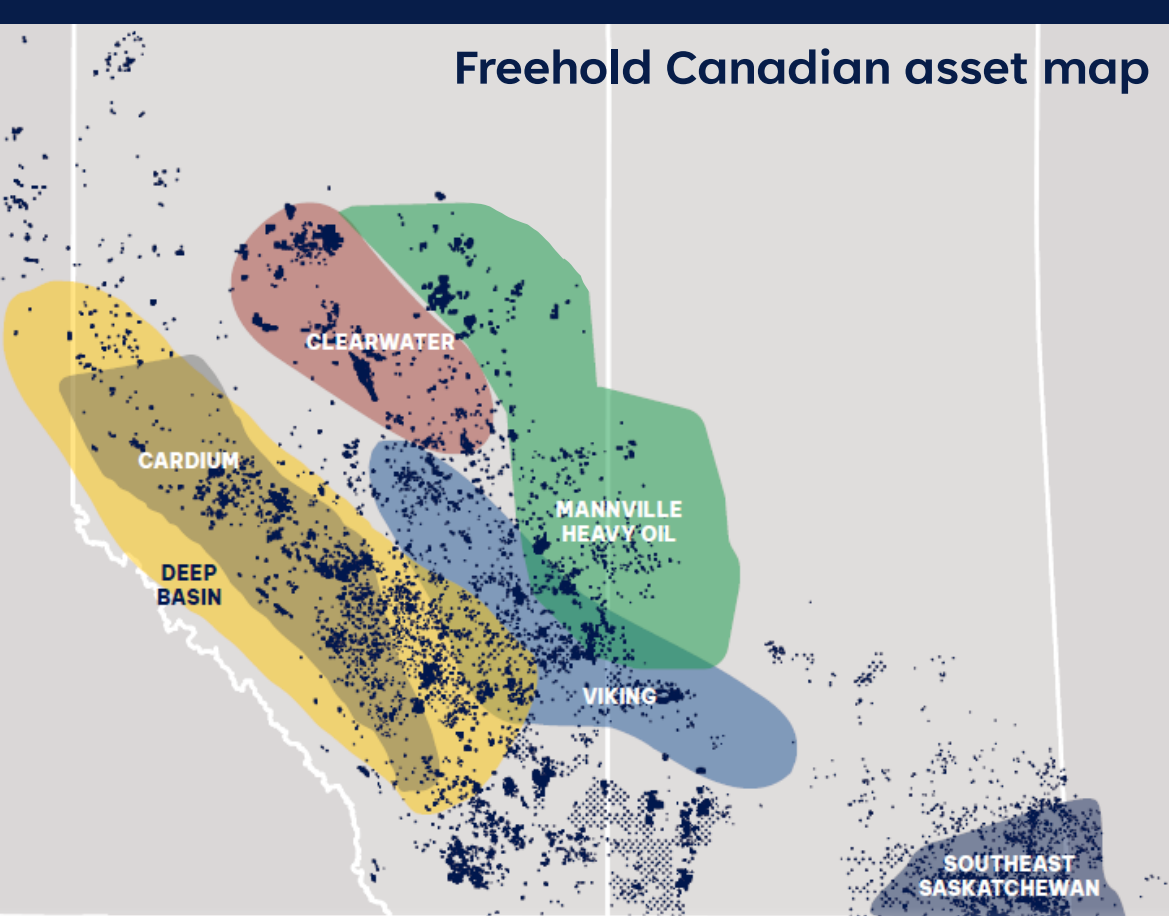 Freehold Canadian asset map
CLEARWATER
CARDIUM
MANNVILLE
HEAVY OIL
DEEP
BASIN
VIKING
SOUTHEAST
SASKATCHEWAN